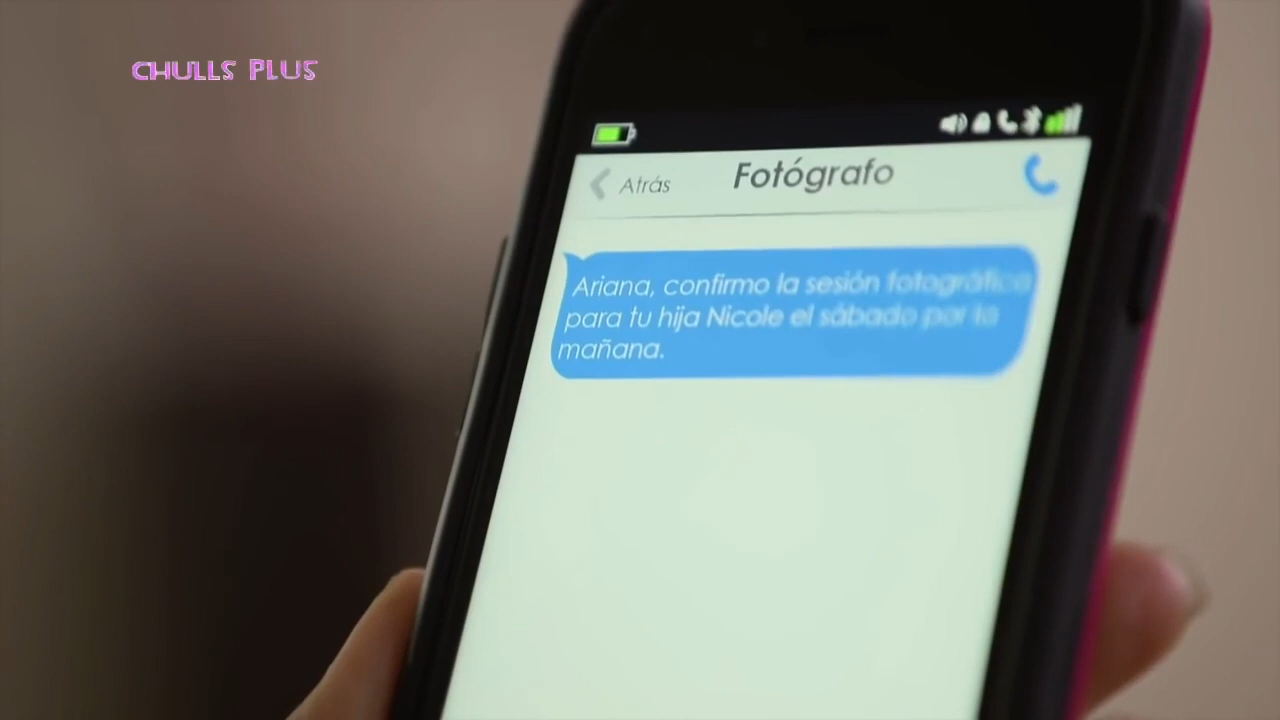 CHULLS PLUS
Atrás
Fotógrafo
Ariana, confirmo la sesión fotográfica
para tu hija Nicole el sábado por la
mañana.